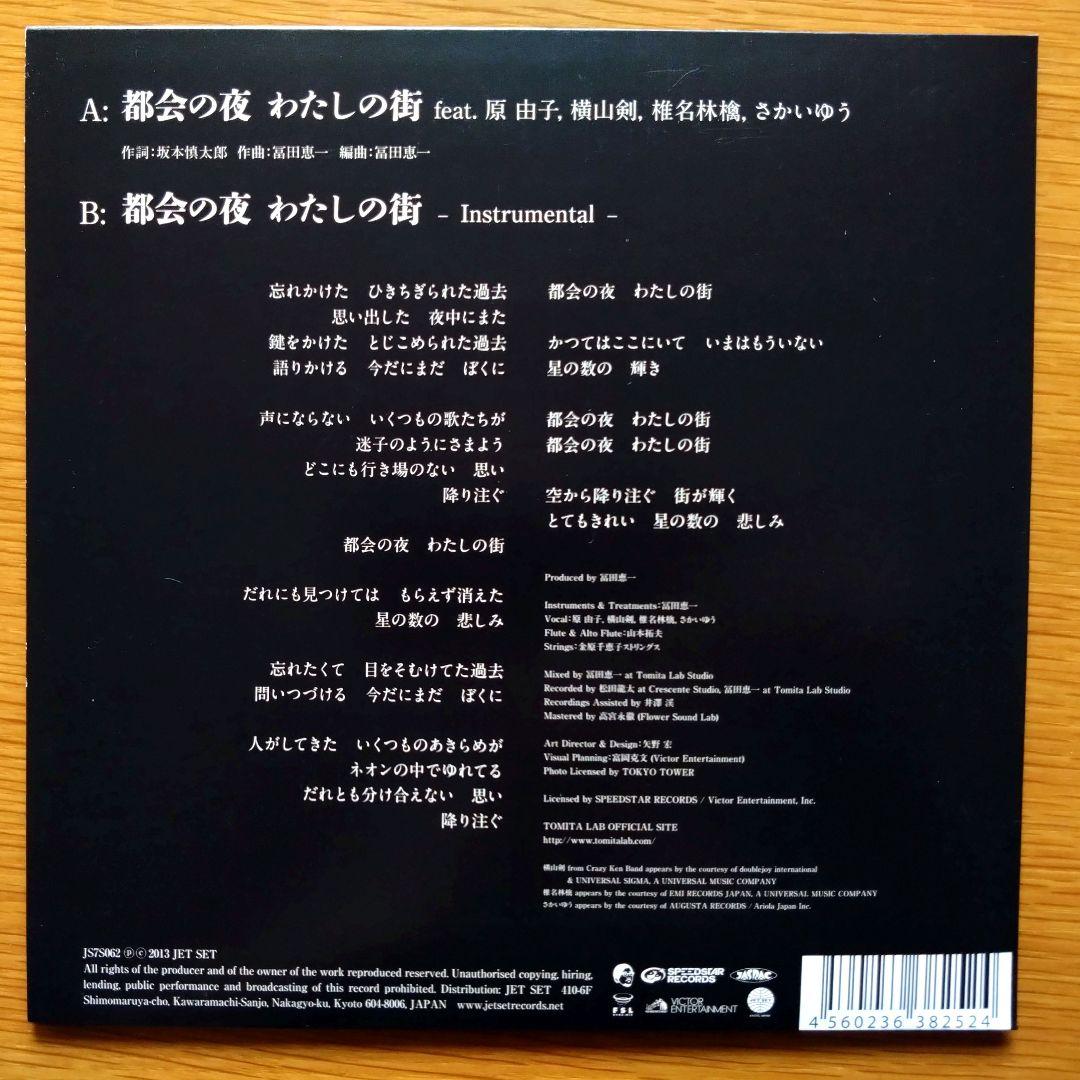 A: 都会の夜 わたしの街 feat. 原 由子, 横山剣, 椎名林檎, さかいゆう
作詞：坂本慎太郎 作曲：冨田恵一 編曲：冨田恵一
B: 都会の夜 わたしの街 – Instrumental –
忘れかけた ひきちぎられた過去
思い出した 夜中にまた
鍵をかけた とじこめられた過去
語りかける 今だにまだ ぼくに
声にならない いくつもの歌たちが
迷子のようにさまよう
どこにも行き場のない 思い
降り注ぐ
都会の夜 わたしの街
だれにも見つけては もらえず消えた
星の数の 悲しみ
忘れたくて 目をそむけてた過去
問いつづける 今だにまだ ぼくに
人がしてきた いくつものあきらめが
ネオンの中でゆれてる
だれとも分け合えない 思い
降り注ぐ
都会の夜 わたしの街
かつてはここにいて いまはもういない
星の数の 輝き
都会の夜 わたしの街
都会の夜 わたしの街
空から降り注ぐ 街が輝く
とてもきれい 星の数の 悲しみ
Produced by 冨田恵一
Instruments & Treatments：冨田恵一
Vocal：原 由子, 横山剣, 椎名林檎, さかいゆう
Flute & Alto Flute：山本拓夫
Strings：金原千恵子ストリングス
Mixed by 冨田恵一 at Tomita Lab Studio
Recorded by 松田龍太 at Crescente Studio, 冨田恵一 at Tomita Lab Studio
Recordings Assisted by 井澤 渓
Mastered by 高宮永徹 (Flower Sound Lab)
Art Director & Design：矢野 宏
Visual Planning：富岡克文 (Victor Entertainment)
Photo Licensed by TOKYO TOWER
Licensed by SPEEDSTAR RECORDS / Victor Entertainment, Inc.
TOMITA LAB OFFICIAL SITE
http://www.tomitalab.com/
横山剣 from Crazy Ken Band appears by the courtesy of doublejoy international
& UNIVERSAL SIGMA, A UNIVERSAL MUSIC COMPANY
椎名林檎 appears by the courtesy of EMI RECORDS JAPAN, A UNIVERSAL MUSIC COMPANY
さかいゆう appears by the courtesy of AUGUSTA RECORDS / Ariola Japan Inc.
JS7S062 ℗© 2013 JET SET
All rights of the producer and of the owner of the work reproduced reserved. Unauthorised copying, hiring,
lending, public performance and broadcasting of this record prohibited. Distribution: JET SET 410-6F
Shimomaruya-cho, Kawaramachi-Sanjo, Nakagyo-ku, Kyoto 604-8006, JAPAN www.jetsetrecords.net
SPEEDSTAR
RECORDS
FSL
VICTOR
ENTERTAINMENT
4 560236 382524